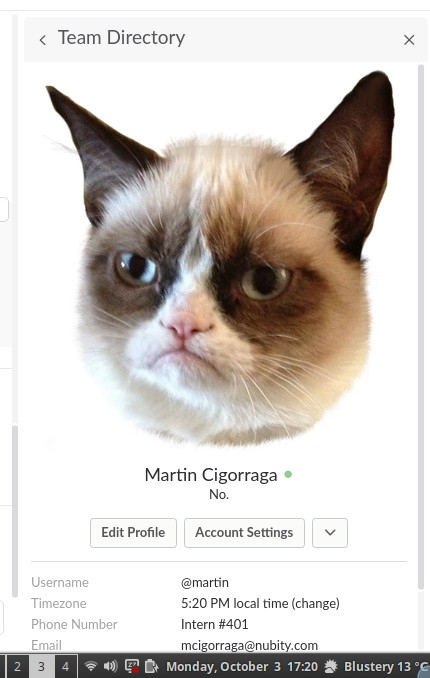 Team Directory
Martin Cigorraga
No.
Edit Profile
Account Settings
Username @martin
Timezone 5:20 PM local time (change)
Phone Number Intern #401
Email mcigorraga@nubity.com
2 3 4 Monday, October 3 17:20 Blustery 13 °C